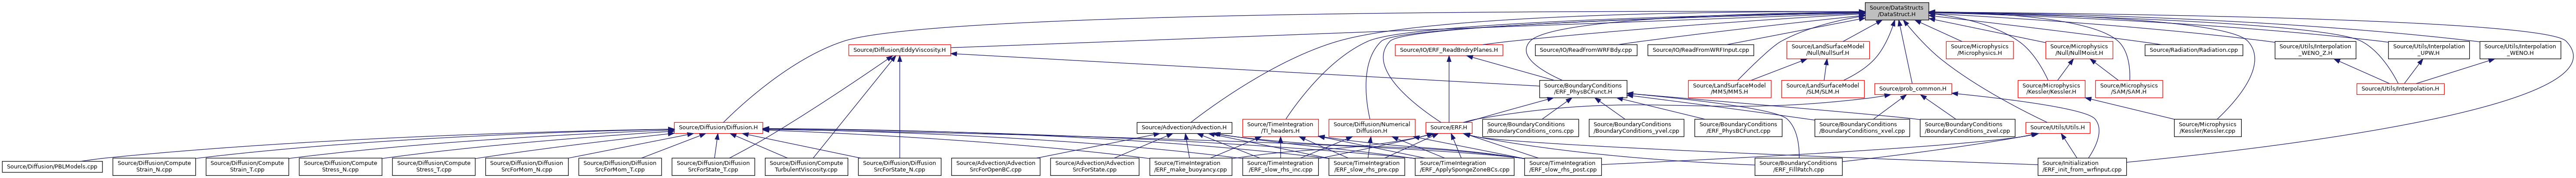 Source/DataStructs
/DataStruct.H
Source/Diffusion/EddyViscosity.H
Source/IO/ERF_ReadBndryPlanes.H
Source/IO/ReadFromWRFBdy.cpp
Source/IO/ReadFromWRFInput.cpp
Source/LandSurfaceModel
/Null/NullSurf.H
Source/Microphysics
/Microphysics.H
Source/Microphysics
/Null/NullMoist.H
Source/Radiation/Radiation.cpp
Source/Utils/Interpolation
_WENO_Z.H
Source/Utils/Interpolation
_UPW.H
Source/Utils/Interpolation
_WENO.H
Source/BoundaryConditions
/ERF_PhysBCFunct.H
Source/LandSurfaceModel
/MM5/MM5.H
Source/LandSurfaceModel
/SLM/SLM.H
Source/prob_common.H
Source/Microphysics
/Kessler/Kessler.H
Source/Microphysics
/SAM/SAM.H
Source/Utils/Interpolation.H
Source/Diffusion/Diffusion.H
Source/Advection/Advection.H
Source/TimeIntegration
/TI_headers.H
Source/Diffusion/Numerical
Diffusion.H
Source/ERF.H
Source/BoundaryConditions
/BoundaryConditions_cons.cpp
Source/BoundaryConditions
/BoundaryConditions_yvel.cpp
Source/BoundaryConditions
/ERF_PhysBCFunct.cpp
Source/BoundaryConditions
/BoundaryConditions_xvel.cpp
Source/BoundaryConditions
/BoundaryConditions_zvel.cpp
Source/Utils/Utils.H
Source/Microphysics
/Kessler/Kessler.cpp
Source/Diffusion/PBLModels.cpp
Source/Diffusion/Compute
Strain_N.cpp
Source/Diffusion/Compute
Strain_T.cpp
Source/Diffusion/Compute
Stress_N.cpp
Source/Diffusion/Compute
Stress_T.cpp
Source/Diffusion/Diffusion
SrcForMom_N.cpp
Source/Diffusion/Diffusion
SrcForMom_T.cpp
Source/Diffusion/Diffusion
SrcForState_T.cpp
Source/Diffusion/Compute
TurbulentViscosity.cpp
Source/Diffusion/Diffusion
SrcForState_N.cpp
Source/Advection/Advection
SrcForOpenBC.cpp
Source/Advection/Advection
SrcForState.cpp
Source/TimeIntegration
/ERF_make_buoyancy.cpp
Source/TimeIntegration
/ERF_slow_rhs_inc.cpp
Source/TimeIntegration
/ERF_slow_rhs_pre.cpp
Source/TimeIntegration
/ERF_ApplySpongeZoneBCs.cpp
Source/TimeIntegration
/ERF_slow_rhs_post.cpp
Source/BoundaryConditions
/ERF_FillPatch.cpp
Source/Initialization
/ERF_init_from_wrfinput.cpp